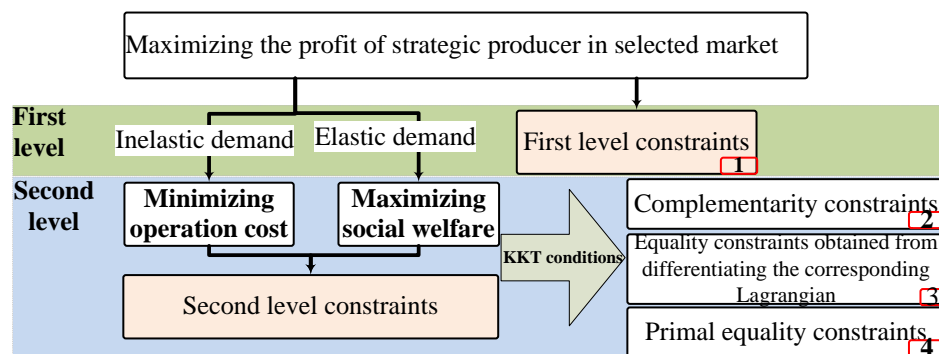 Maximizing the profit of strategic producer in selected market
First
level
Inelastic demand
Elastic demand
First level constraints
1
Second
level
Minimizing
operation cost
Maximizing
social welfare
Second level constraints
KKT conditions
Complementarity constraints
2
Equality constraints obtained from
differentiating the corresponding
Lagrangian
3
Primal equality constraints
4